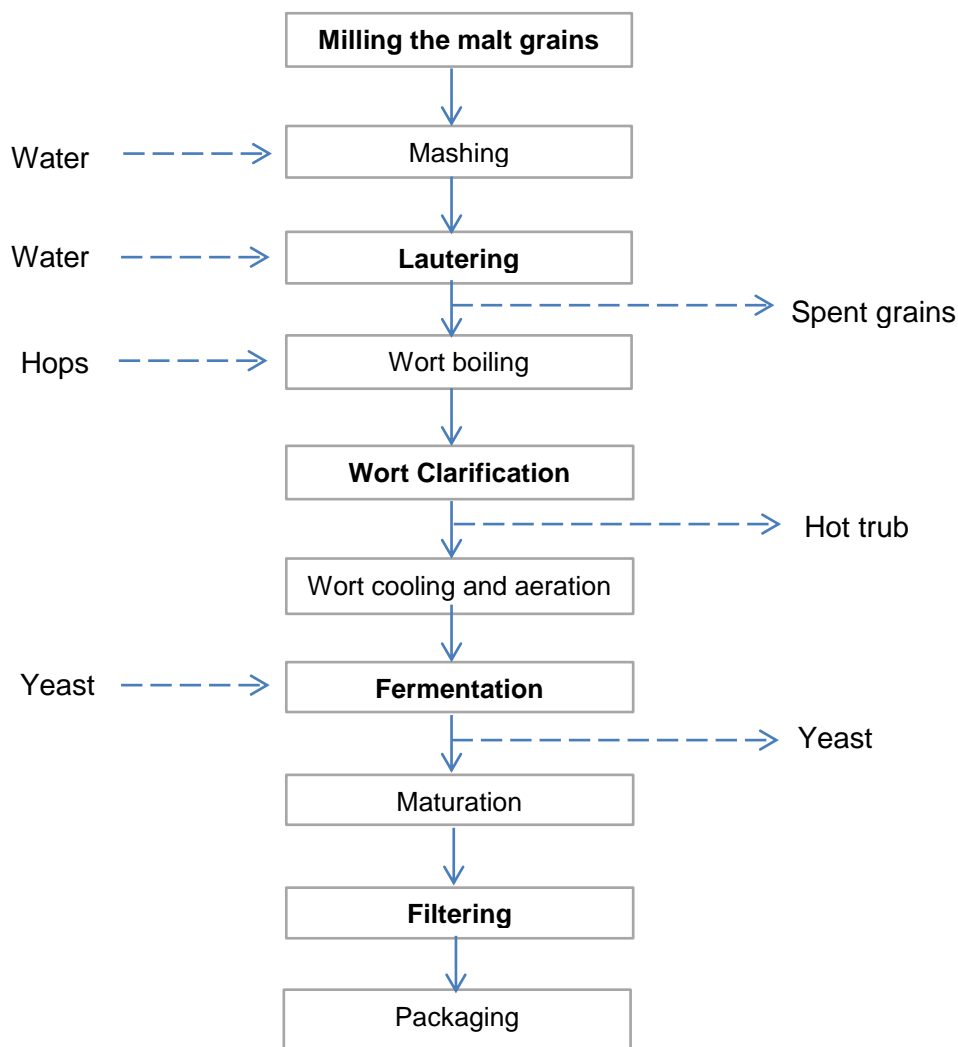 Milling the malt grains
Water
Mashing
Water
Lautering
Spent grains
Hops
Wort boiling
Wort Clarification
Hot trub
Wort cooling and aeration
Yeast
Fermentation
Yeast
Maturation
Filtering
Packaging